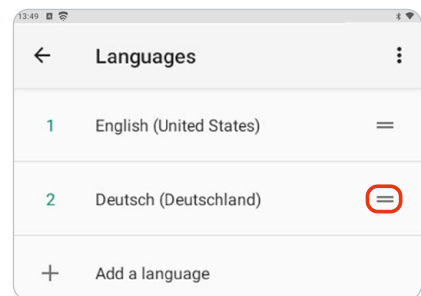 13:49
Languages
1 English (United States)
2 Deutsch (Deutschland)
Add a language